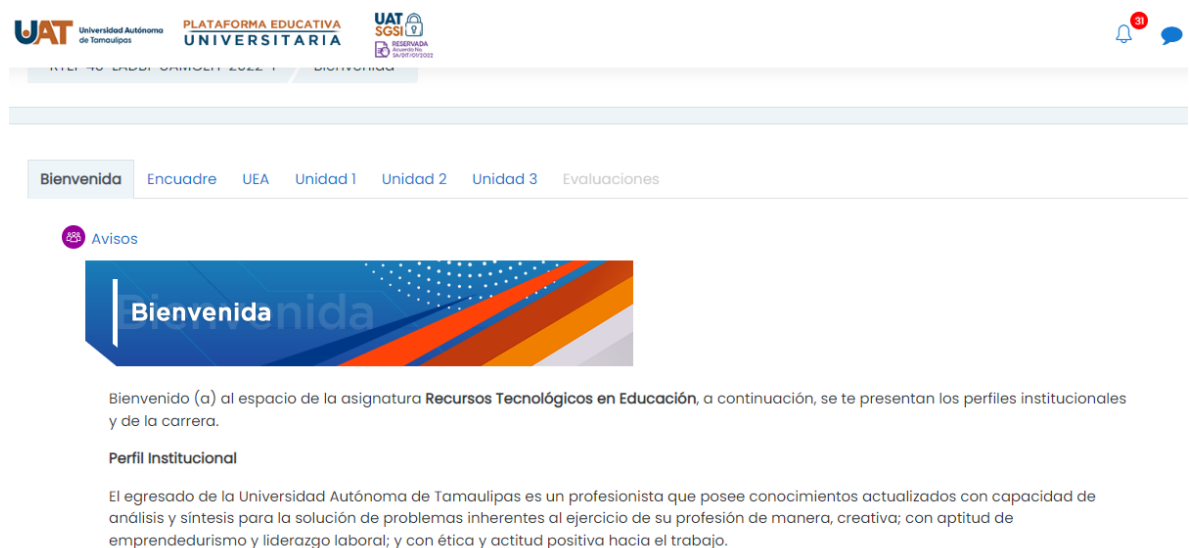 UAT Universidad Autónoma de Tamaulipas
PLATAFORMA EDUCATIVA
UNIVERSITARIA
UAT
SGSI
RESERVADA
31
Bienvenida
Bienvenida Encuadre UEA Unidad 1 Unidad 2 Unidad 3 Evaluaciones
Avisos
Bienvenida
Bienvenida
Bienvenido (a) al espacio de la asignatura Recursos Tecnológicos en Educación, a continuación, se te presentan los perfiles institucionales
y de la carrera.
Perfil Institucional
El egresado de la Universidad Autónoma de Tamaulipas es un profesionista que posee conocimientos actualizados con capacidad de
análisis y síntesis para la solución de problemas inherentes al ejercicio de su profesión de manera, creativa; con aptitud de
emprendedurismo y liderazgo laboral; y con ética y actitud positiva hacia el trabajo.